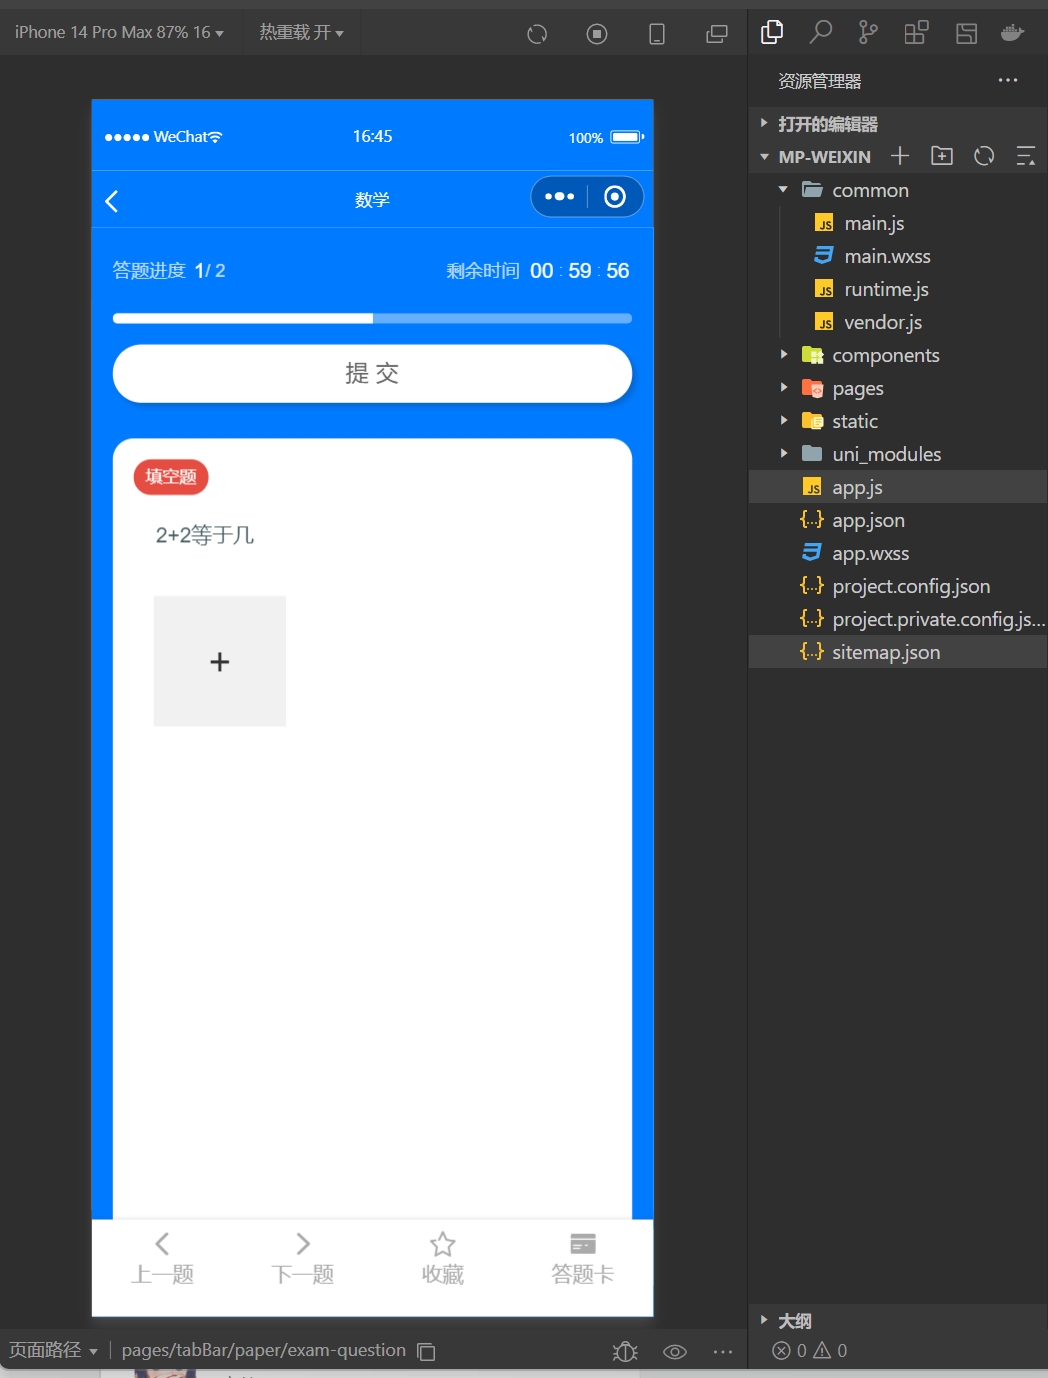 iPhone 14 Pro Max 87% 16
热重载 开
WeChat
16:45
100%
数学
答题进度 1/ 2
剩余时间 00 : 59 : 56
提 交
填空题
2+2等于几
+
上一题
下一题
收藏
答题卡
页面路径
pages/tabBar/paper/exam-question
资源管理器
打开的编辑器
MP-WEIXIN
common
JS main.js
main.wxss
JS runtime.js
JS vendor.js
components
pages
static
uni_modules
JS app.js
{..} app.json
app.wxss
{..} project.config.json
{..} project.private.config.js...
{..} sitemap.json
大纲
0 0